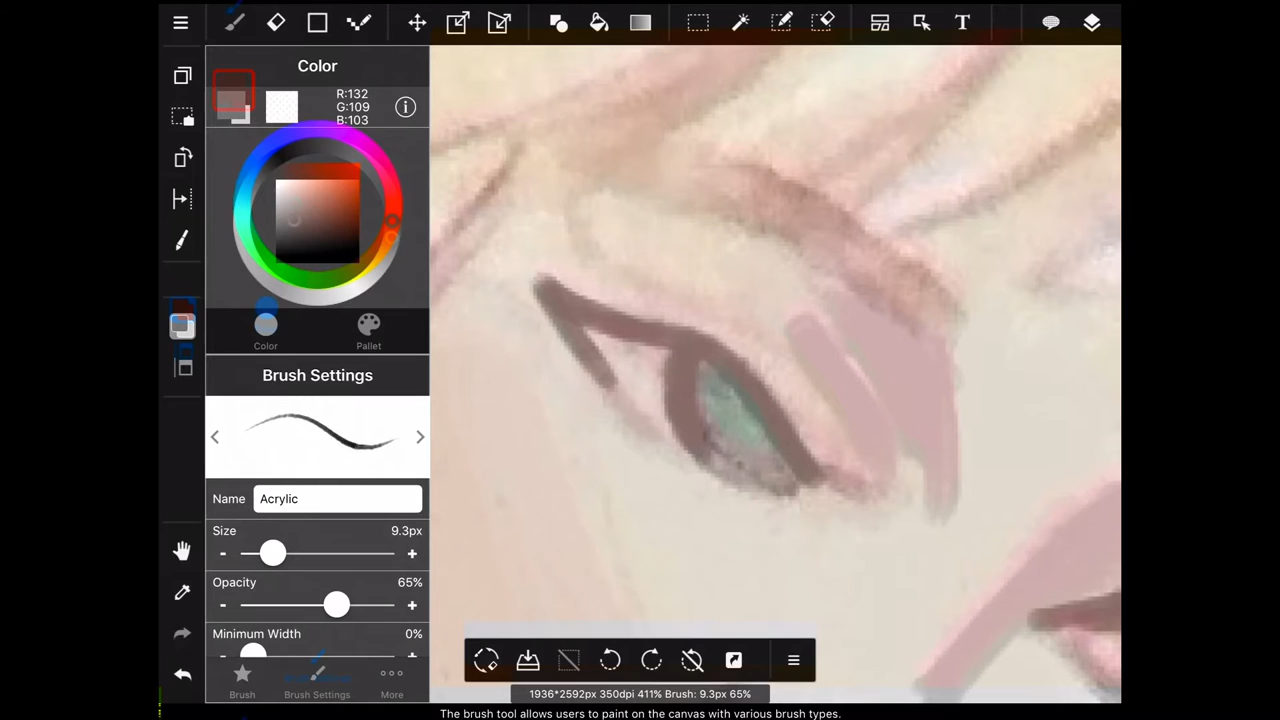 T
Color
R:132
G:109
B:103
Color
Pallet
Brush Settings
Name Acrylic
Size 9.3px
- +
Opacity 65%
- +
Minimum Width 0%
- +
Brush Brush Settings More
1936*2592px 350dpi 411% Brush: 9.3px 65%
The brush tool allows users to paint on the canvas with various brush types.